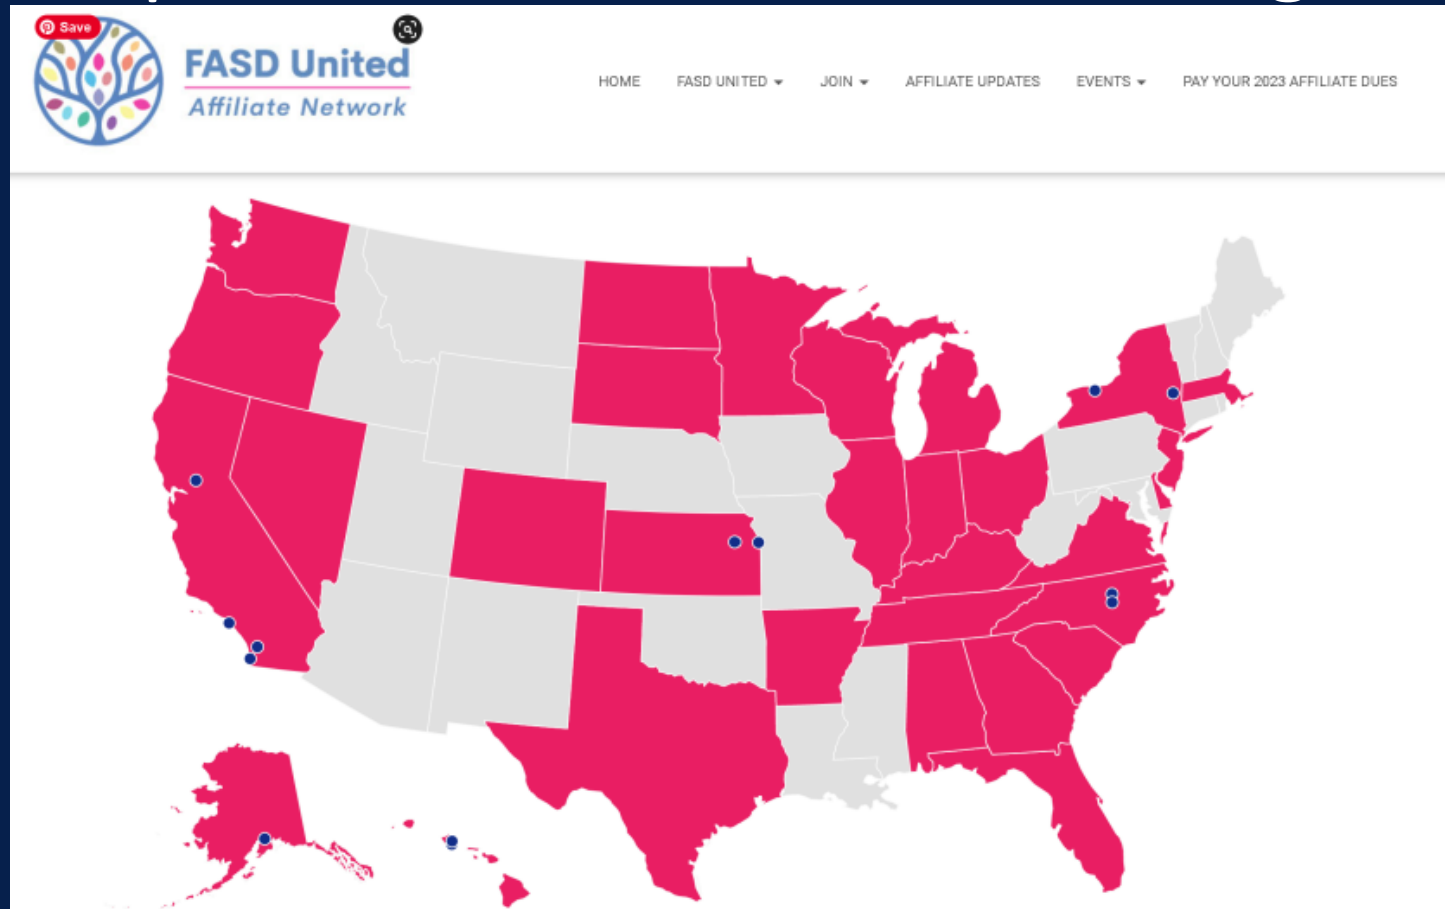 Save
FASD United
Affiliate Network
HOME
FASD UNITED
JOIN
AFFILIATE UPDATES
EVENTS
PAY YOUR 2023 AFFILIATE DUES